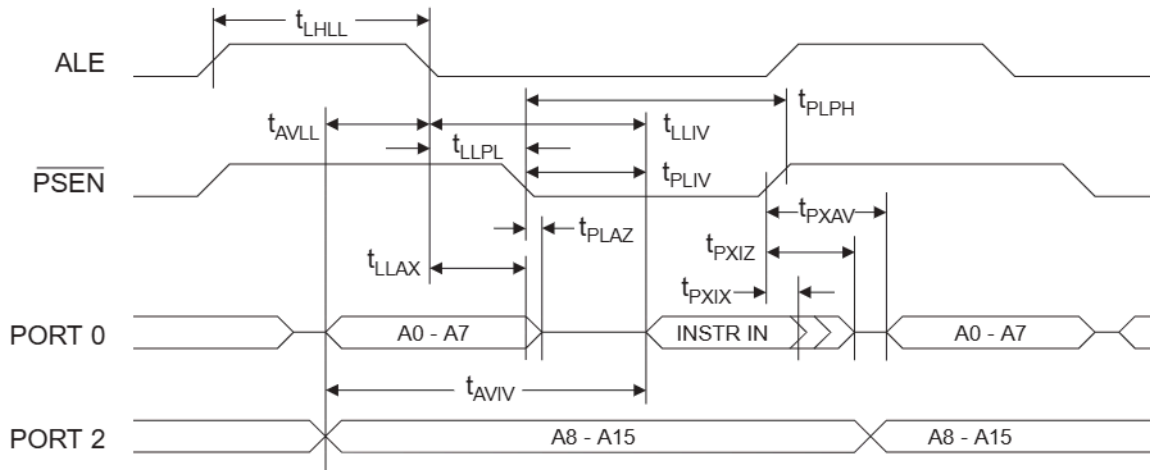 tLHLL
ALE
tPLPH
tAVLL
tLLIV
tLLPL
PSEN
tPLIV
tPXAV
tPLAZ
tPXIZ
tLLAX
tPXIX
PORT 0 A0 - A7 INSTR IN A0 - A7
tAVIV
PORT 2 A8 - A15 A8 - A15